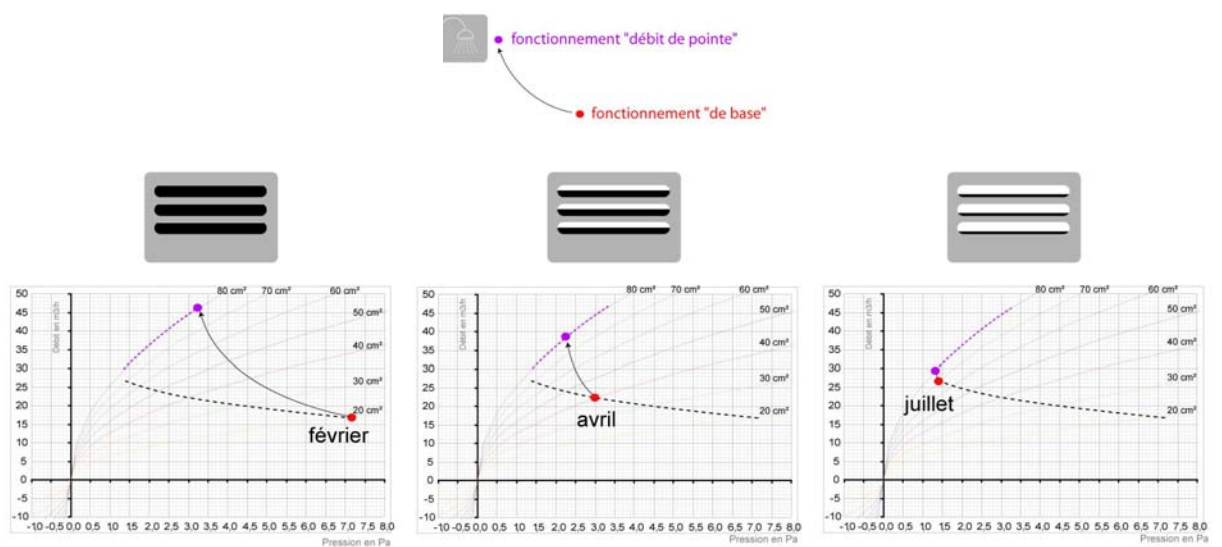 fonctionnement "débit de pointe"
fonctionnement "de base"
50
45
40
35
30
25
20
15
10
5
0
-5
-10
Débit en m3/h
80 cm²
70 cm²
60 cm²
50 cm²
40 cm²
30 cm²
20 cm²
février
-10 -0,5 0,0 0,5 1,0 1,5 2,0 2,5 3,0 3,5 4,0 4,5 5,0 5,5 6,0 6,5 7,0 7,5 8,0
Pression en Pa
50
45
40
35
30
25
20
15
10
5
0
-5
-10
Débit en m3/h
80 cm²
70 cm²
60 cm²
50 cm²
40 cm²
30 cm²
20 cm²
avril
-10 -0,5 0,0 0,5 1,0 1,5 2,0 2,5 3,0 3,5 4,0 4,5 5,0 5,5 6,0 6,5 7,0 7,5 8,0
Pression en Pa
50
45
40
35
30
25
20
15
10
5
0
-5
-10
Débit en m3/h
80 cm²
70 cm²
60 cm²
50 cm²
40 cm²
30 cm²
20 cm²
juillet
-10 -0,5 0,0 0,5 1,0 1,5 2,0 2,5 3,0 3,5 4,0 4,5 5,0 5,5 6,0 6,5 7,0 7,5 8,0
Pression en Pa